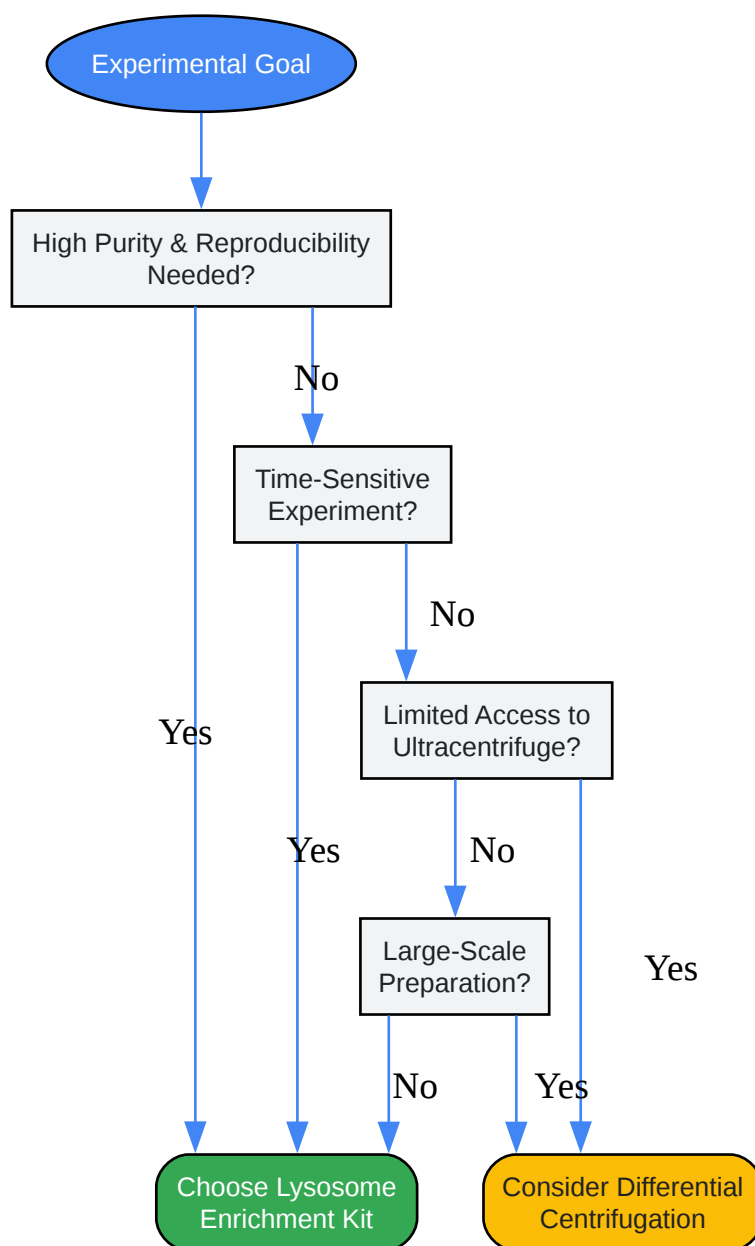 Experimental Goal
High Purity & Reproducibility
Needed?
No
Time-Sensitive
Experiment?
No
Limited Access to
Ultracentrifuge?
Yes
Yes
No
Large-Scale
Preparation?
Yes
No
Yes
Choose Lysosome
Enrichment Kit
Consider Differential
Centrifugation